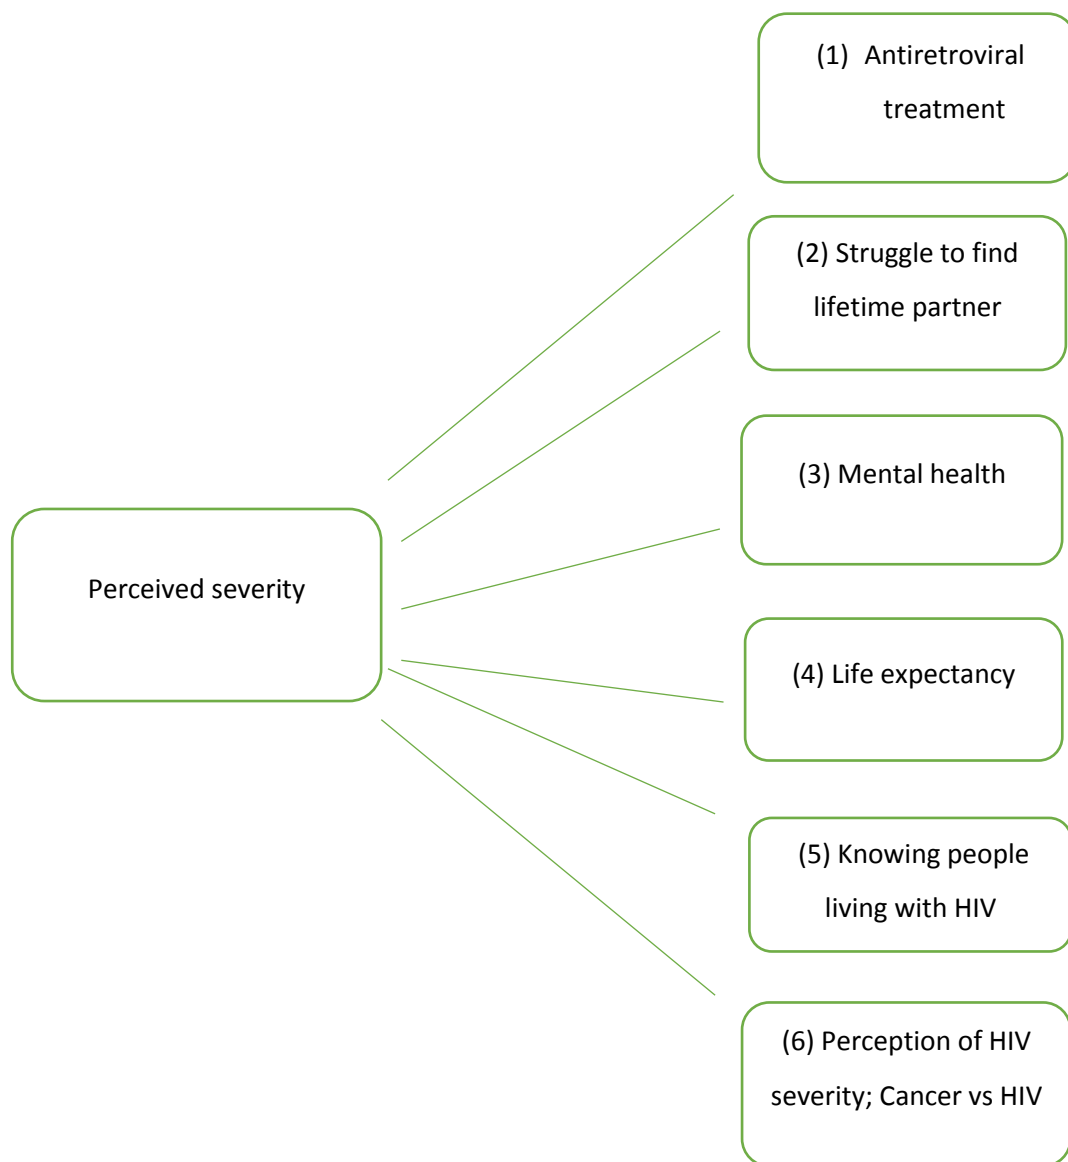 (1) Antiretroviral
treatment
(2) Struggle to find
lifetime partner
(3) Mental health
Perceived severity
(4) Life expectancy
(5) Knowing people
living with HIV
(6) Perception of HIV
severity; Cancer vs HIV